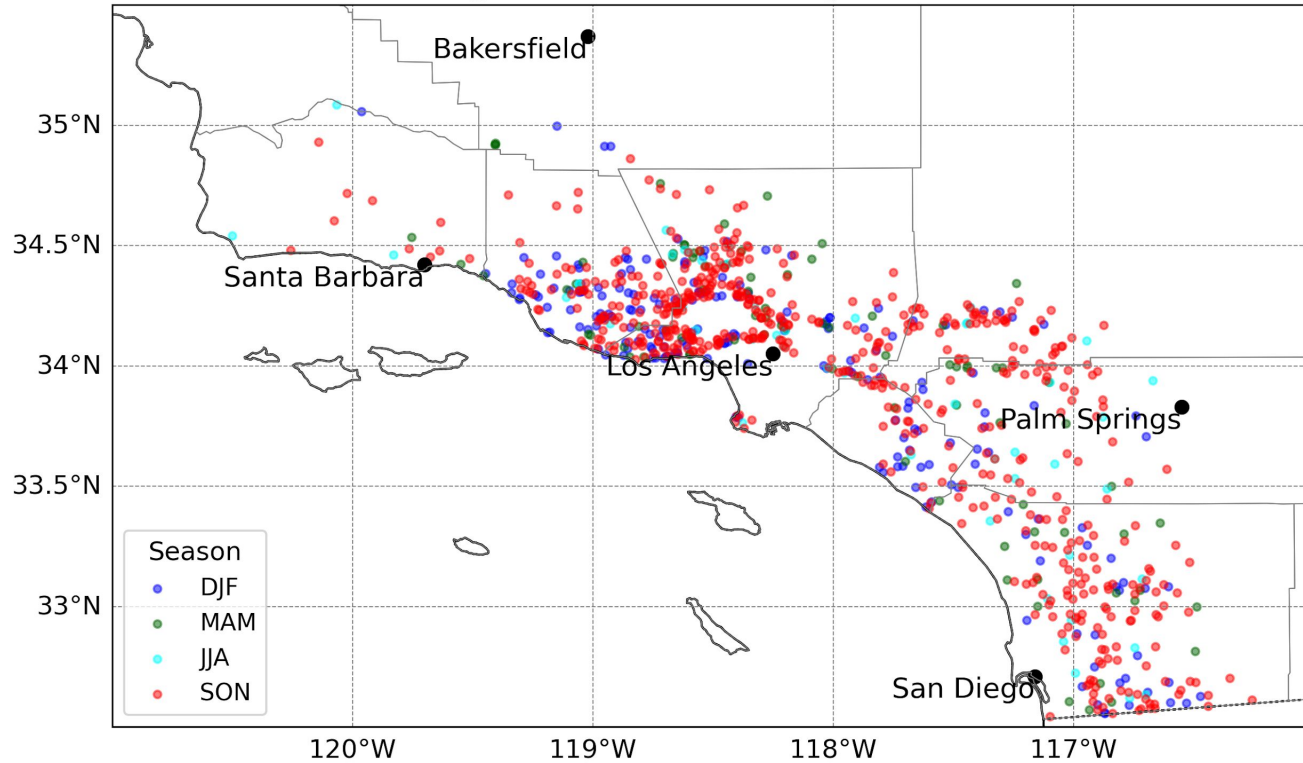 Bakersfield
35°N
34.5°N
Santa Barbara
34°N
Los Angeles
Palm Springs
33.5°N
Season
DJF
MAM
JJA
SON
33°N
San Diego
120°W
119°W
118°W
117°W